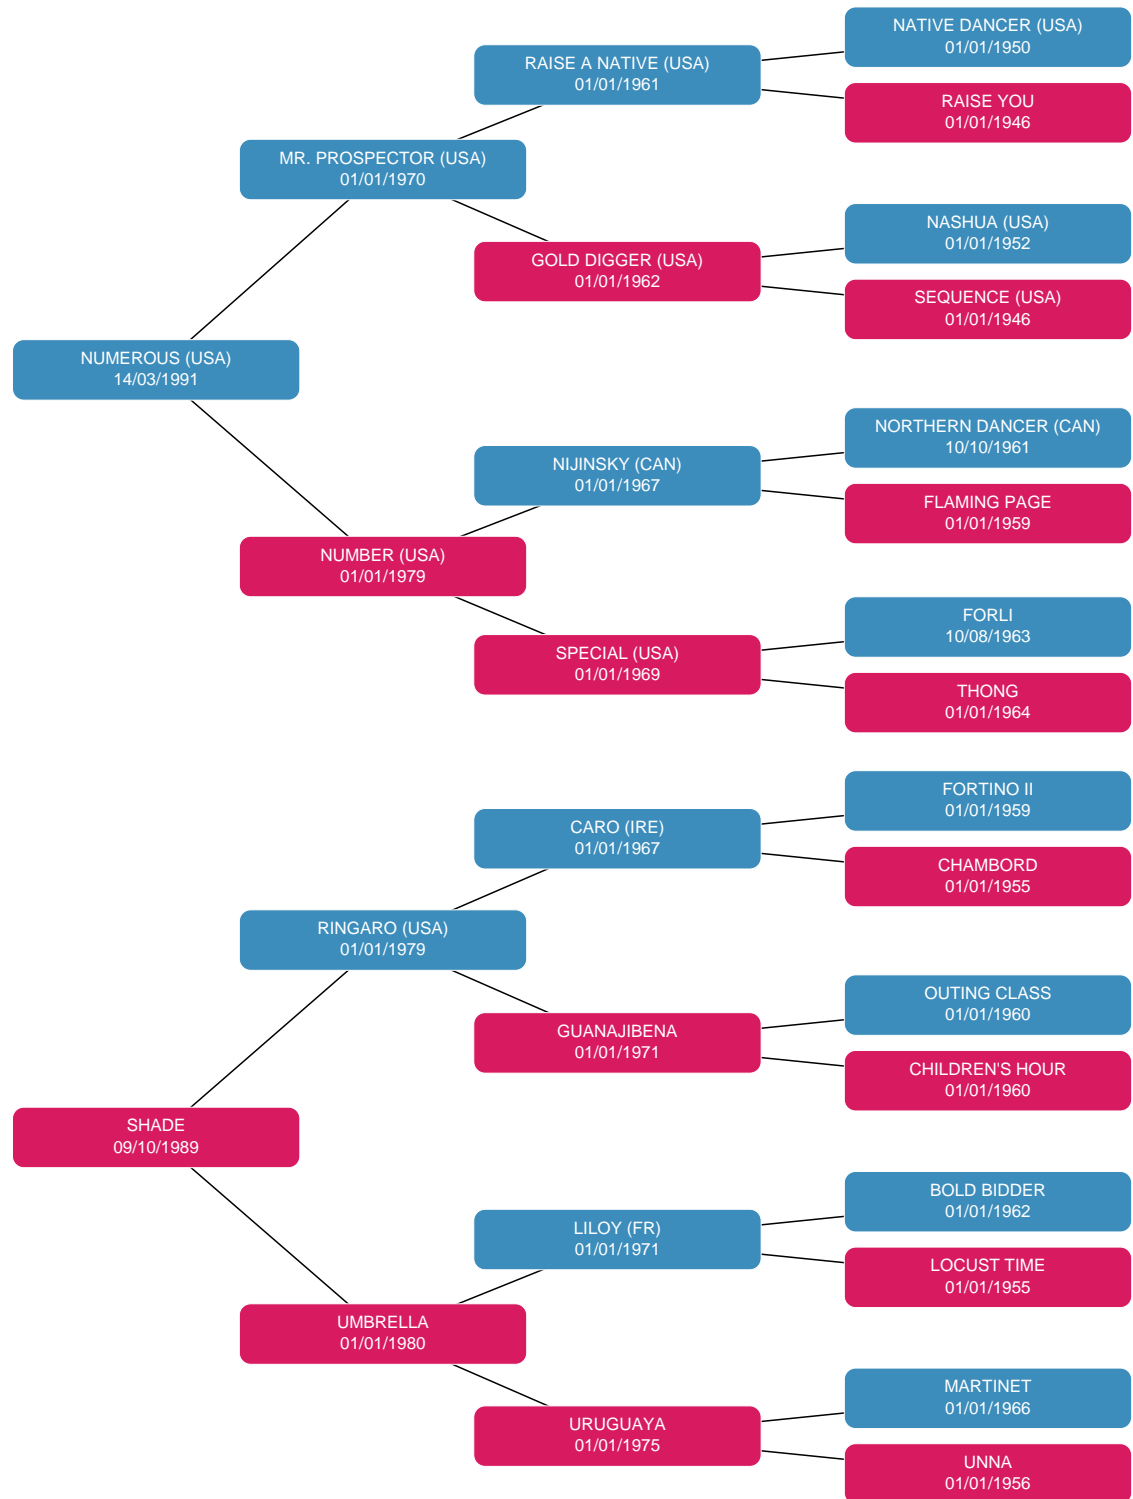 NATIVE DANCER (USA)
01/01/1950
RAISE A NATIVE (USA)
01/01/1961
RAISE YOU
01/01/1946
MR. PROSPECTOR (USA)
01/01/1970
NASHUA (USA)
01/01/1952
GOLD DIGGER (USA)
01/01/1962
SEQUENCE (USA)
01/01/1946
NUMEROUS (USA)
14/03/1991
NORTHERN DANCER (CAN)
10/10/1961
NIJINSKY (CAN)
01/01/1967
FLAMING PAGE
01/01/1959
NUMBER (USA)
01/01/1979
FORLI
10/08/1963
SPECIAL (USA)
01/01/1969
THONG
01/01/1964
FORTINO II
01/01/1959
CARO (IRE)
01/01/1967
CHAMBORD
01/01/1955
RINGARO (USA)
01/01/1979
OUTING CLASS
01/01/1960
GUANAJIBENA
01/01/1971
CHILDREN'S HOUR
01/01/1960
SHADE
09/10/1989
BOLD BIDDER
01/01/1962
LILOY (FR)
01/01/1971
LOCUST TIME
01/01/1955
UMBRELLA
01/01/1980
MARTINET
01/01/1966
URUGUAYA
01/01/1975
UNNA
01/01/1956